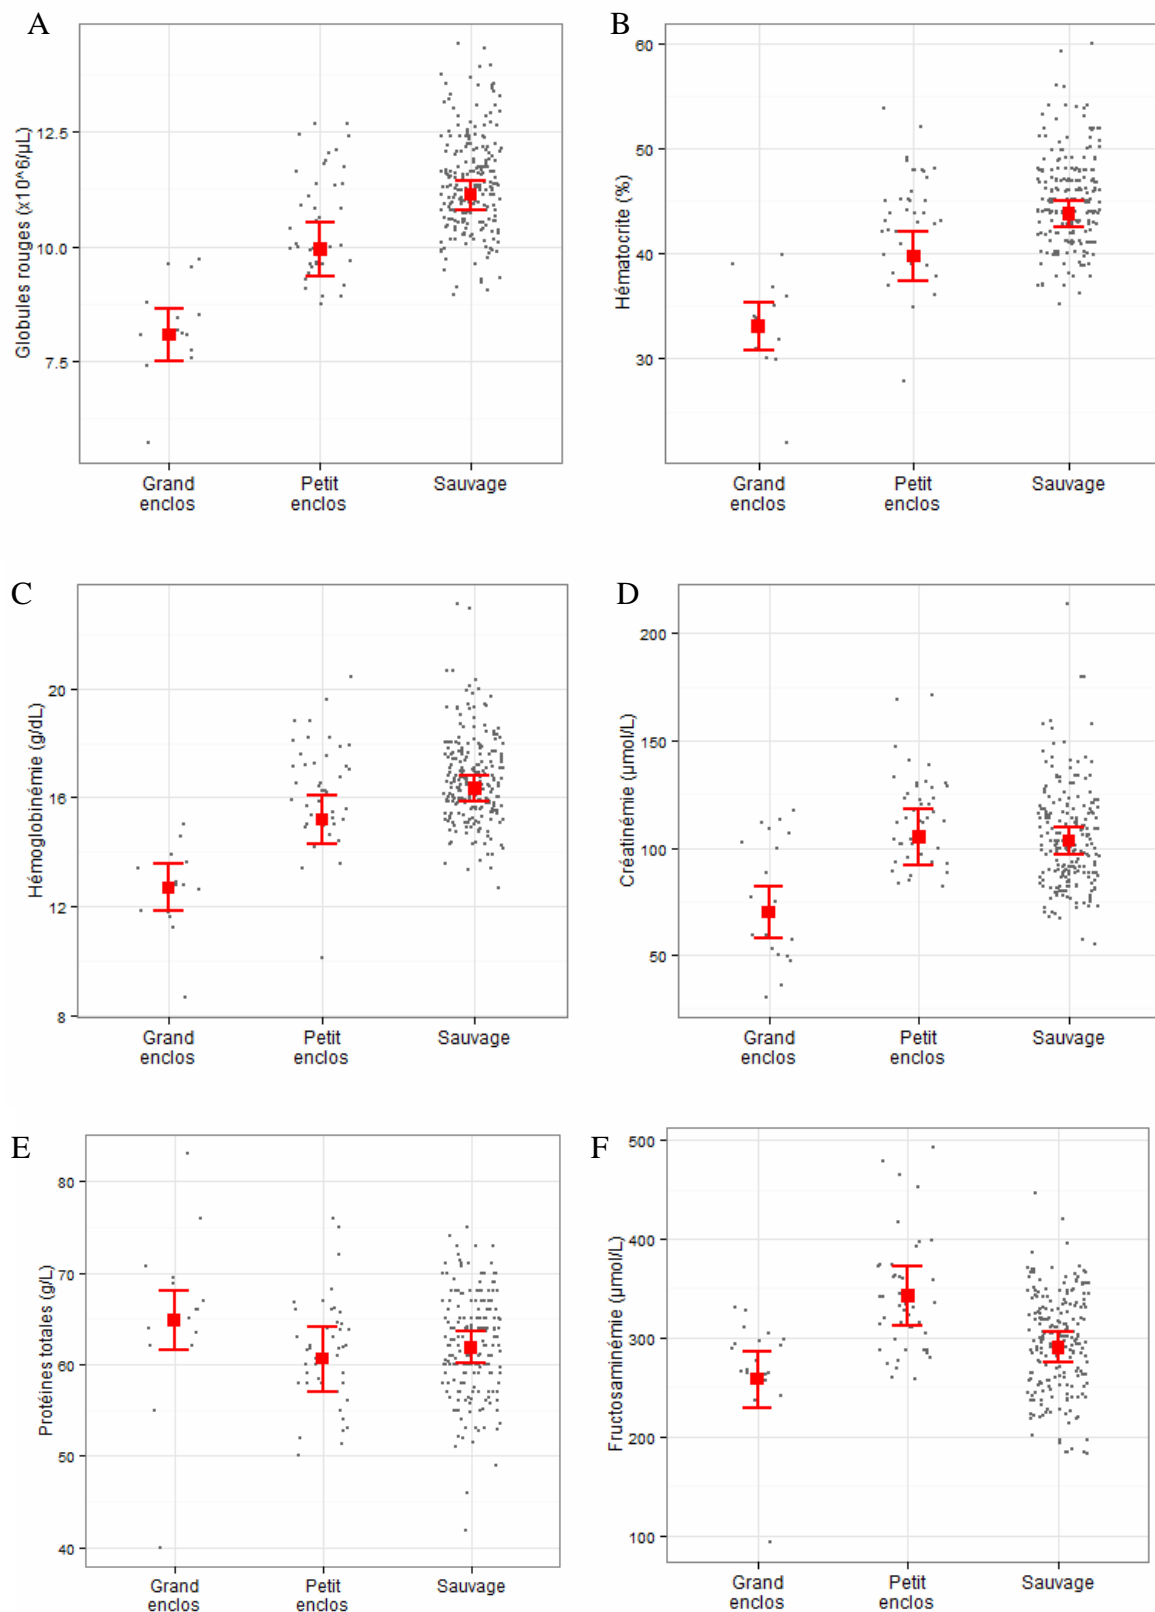 A
Globules rouges (x10^6/µL)
12.5
10.0
7.5
Grand
enclos
Petit
enclos
Sauvage
B
Hématocrite (%)
60
50
40
30
Grand
enclos
Petit
enclos
Sauvage
C
Hémoglobinémie (g/dL)
20
16
12
8
Grand
enclos
Petit
enclos
Sauvage
D
Créatinémie (µmol/L)
200
150
100
50
Grand
enclos
Petit
enclos
Sauvage
E
Protéines totales (g/L)
80
70
60
50
40
Grand
enclos
Petit
enclos
Sauvage
F
Fructosaminémie (µmol/L)
500
400
300
200
100
Grand
enclos
Petit
enclos
Sauvage